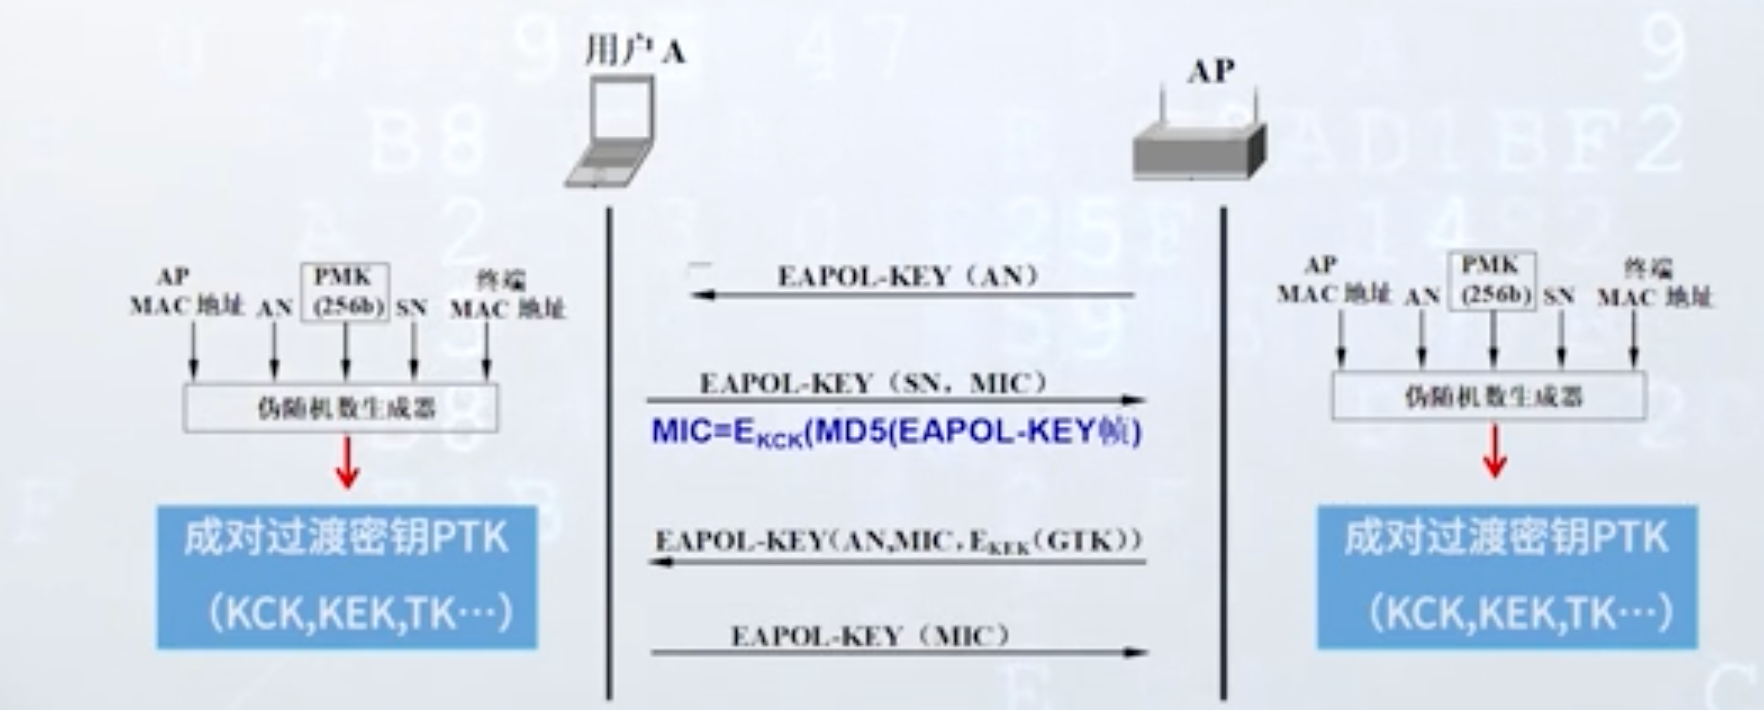 用户 A
AP
AP
MAC 地址
AN
PMK
(256b)
SN
终端
MAC 地址
伪随机数生成器
成对过渡密钥PTK
（KCK,KEK,TK…）
EAPOL-KEY（AN）
EAPOL-KEY（SN，MIC）
MIC=EKCK(MD5(EAPOL-KEY帧)
EAPOL-KEY(AN,MIC,EKEK(GTK))
EAPOL-KEY（MIC）
AP
MAC 地址
AN
PMK
(256b)
SN
终端
MAC 地址
伪随机数生成器
成对过渡密钥PTK
（KCK,KEK,TK…）